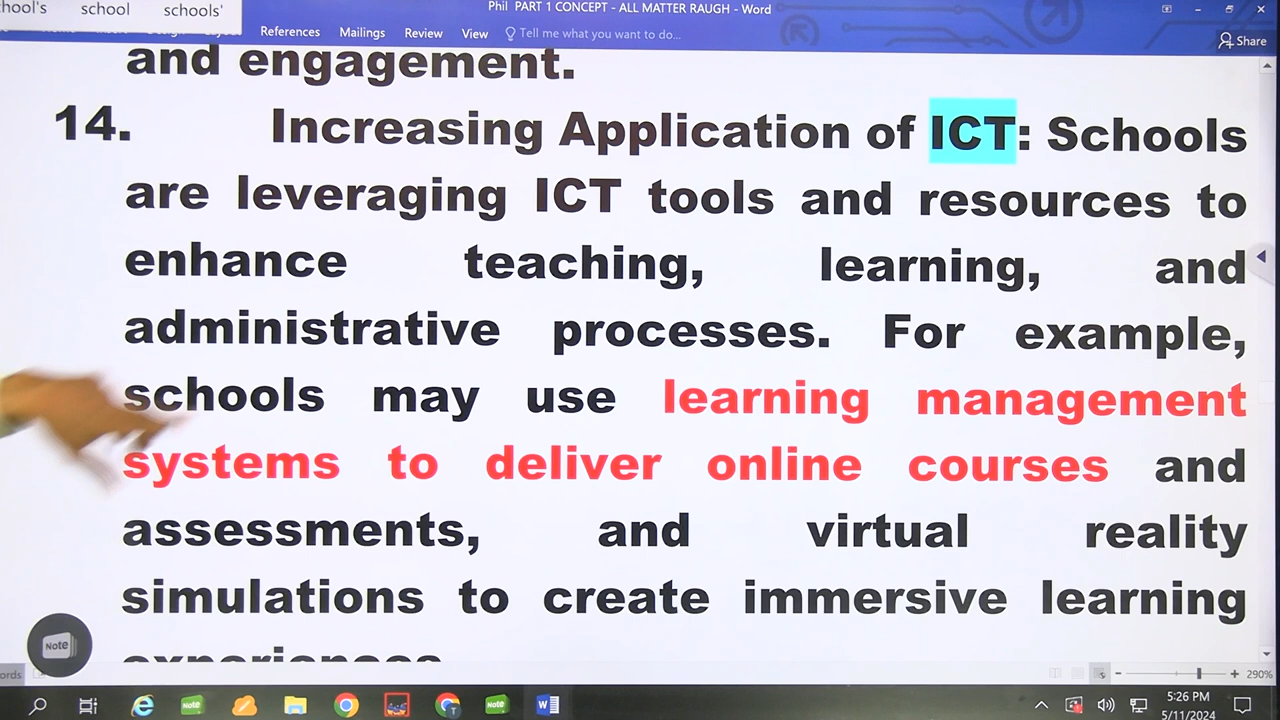 hool's school schools'
Phil PART 1 CONCEPT - ALL MATTER RAUGH - Word
References Mailings Review View Tell me what you want to do...
Share
and engagement.
14. Increasing Application of ICT: Schools
are leveraging ICT tools and resources to
enhance teaching, learning, and
administrative processes. For example,
schools may use learning management
systems to deliver online courses and
assessments, and virtual reality
simulations to create immersive learning
experiences
Note
ords
290%
Note
Note
5:26 PM
5/11/2024